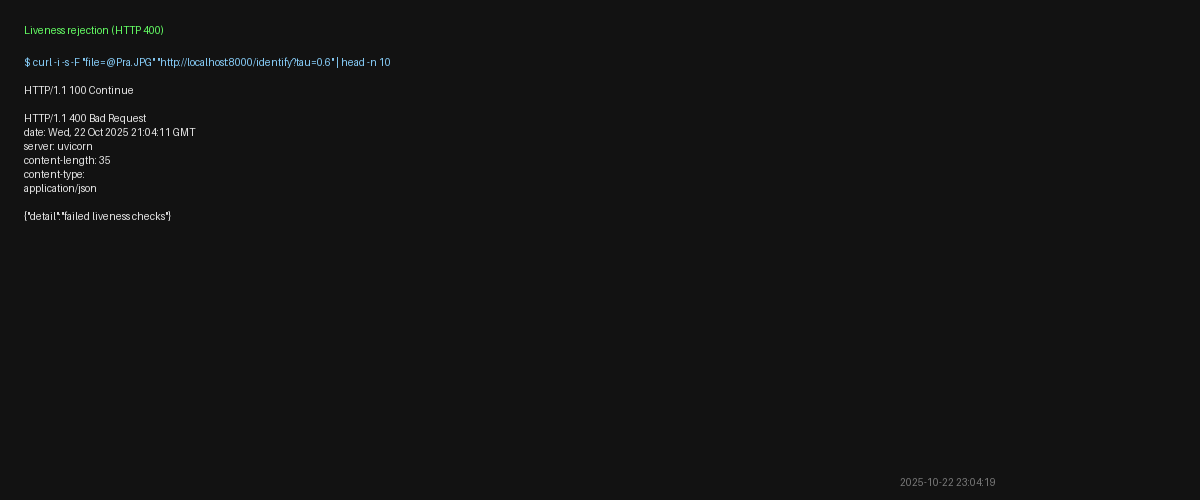 Liveness rejection (HTTP 400)
$ curl -i -s -F "file=@Pra.JPG" "http://localhost:8000/identify?tau=0.6" | head -n 10
HTTP/1.1 100 Continue
HTTP/1.1 400 Bad Request
date: Wed, 22 Oct 2025 21:04:11 GMT
server: uvicorn
content-length: 35
content-type:
application/json
{"detail":"failed liveness checks"}
2025-10-22 23:04:19